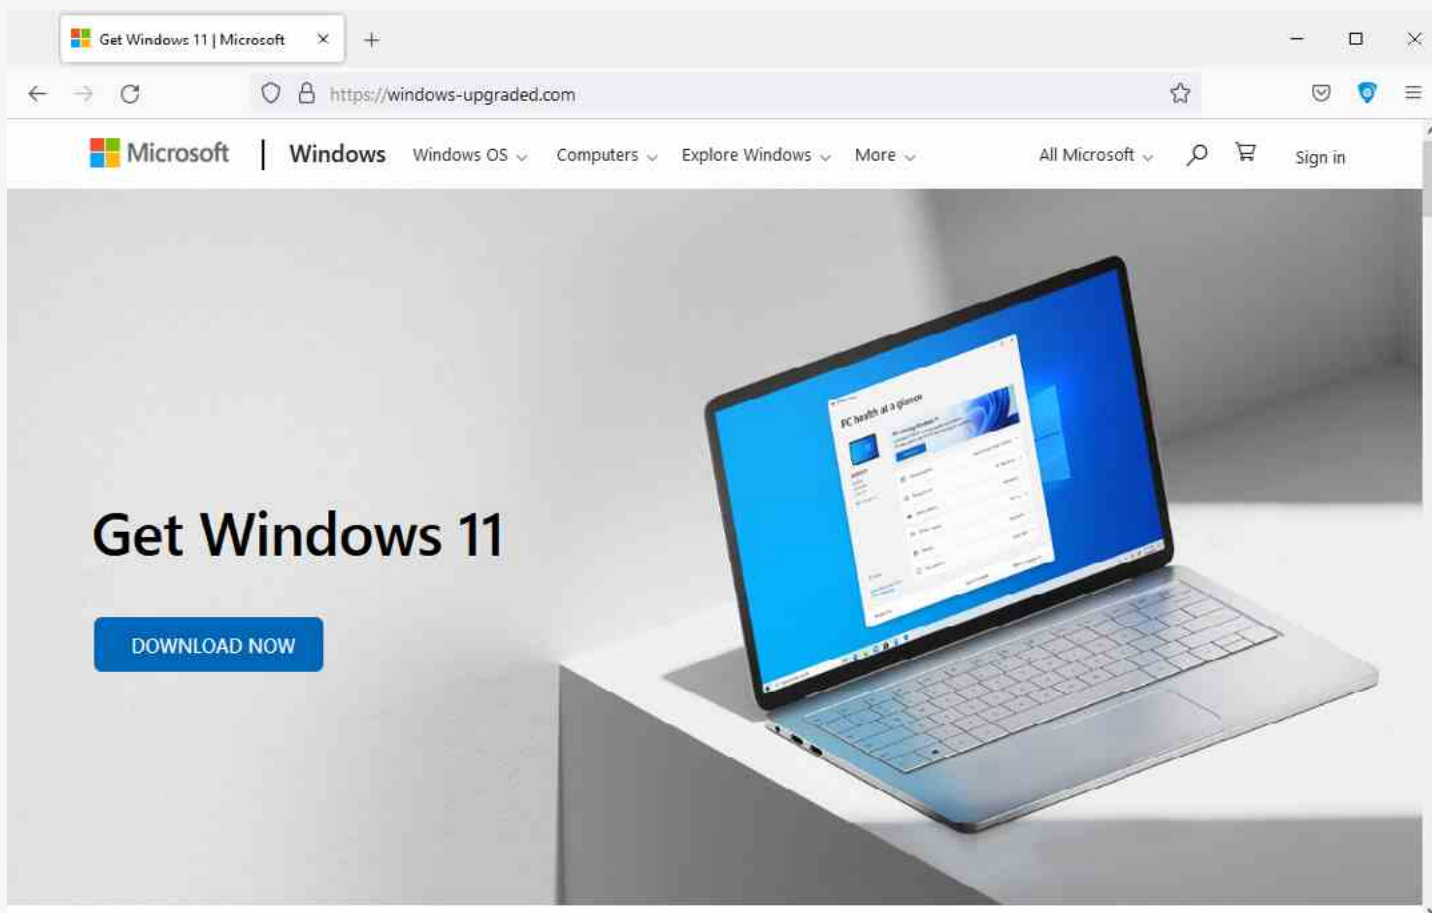 Get Windows 11 | Microsoft
https://windows-upgraded.com
Microsoft | Windows Windows OS Computers Explore Windows More All Microsoft Sign in
PC health at a glance
Get Windows 11
DOWNLOAD NOW